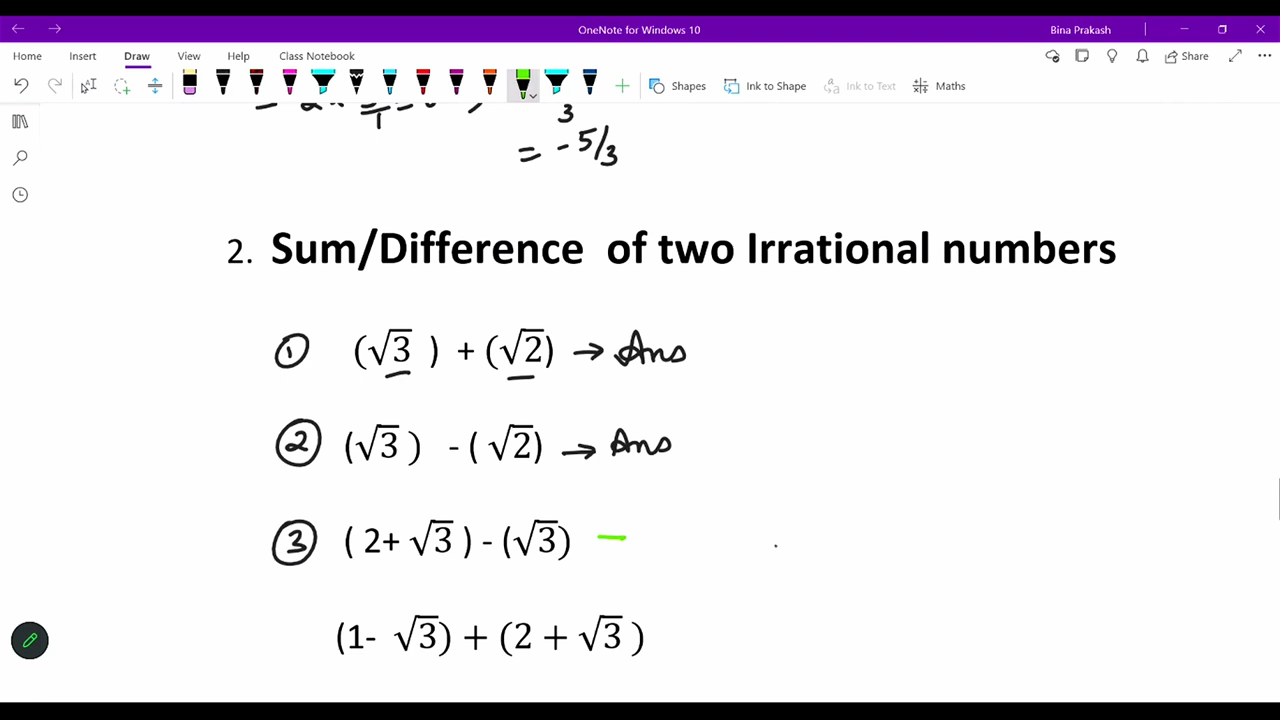 OneNote for Windows 10
Bina Prakash
Home Insert Draw View Help Class Notebook
Share
Shapes Ink to Shape Ink to Text Maths
3
= -5/3
2. Sum/Difference of two Irrational numbers
① (√3 ) + (√2) → Ans
② (√3 ) - ( √2) → Ans
③ ( 2+ √3 ) - (√3) —
(1- √3) + (2 + √3 )